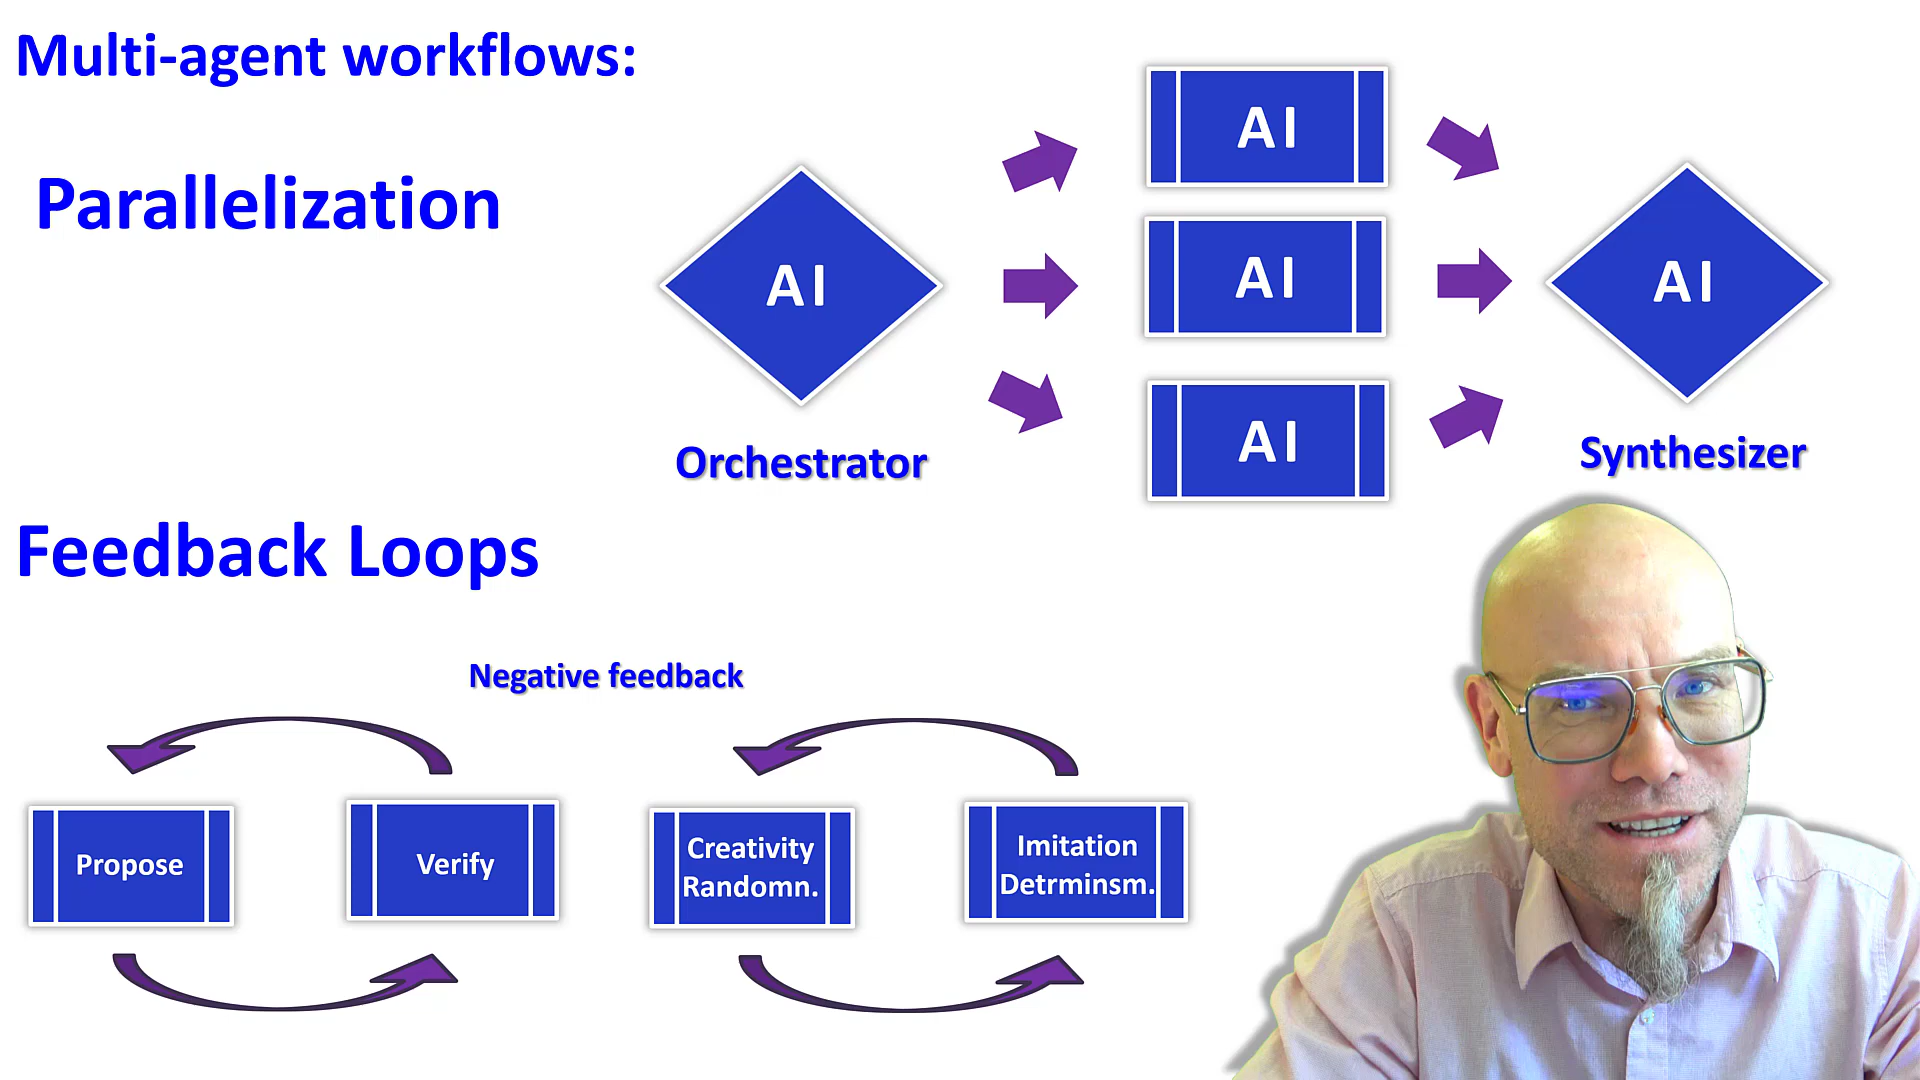 Multi-agent workflows:
Parallelization
AI
AI
AI
AI
AI
Orchestrator
Synthesizer
Feedback Loops
Negative feedback
Propose
Verify
Creativity
Randomn.
Imitation
Detrminsm.